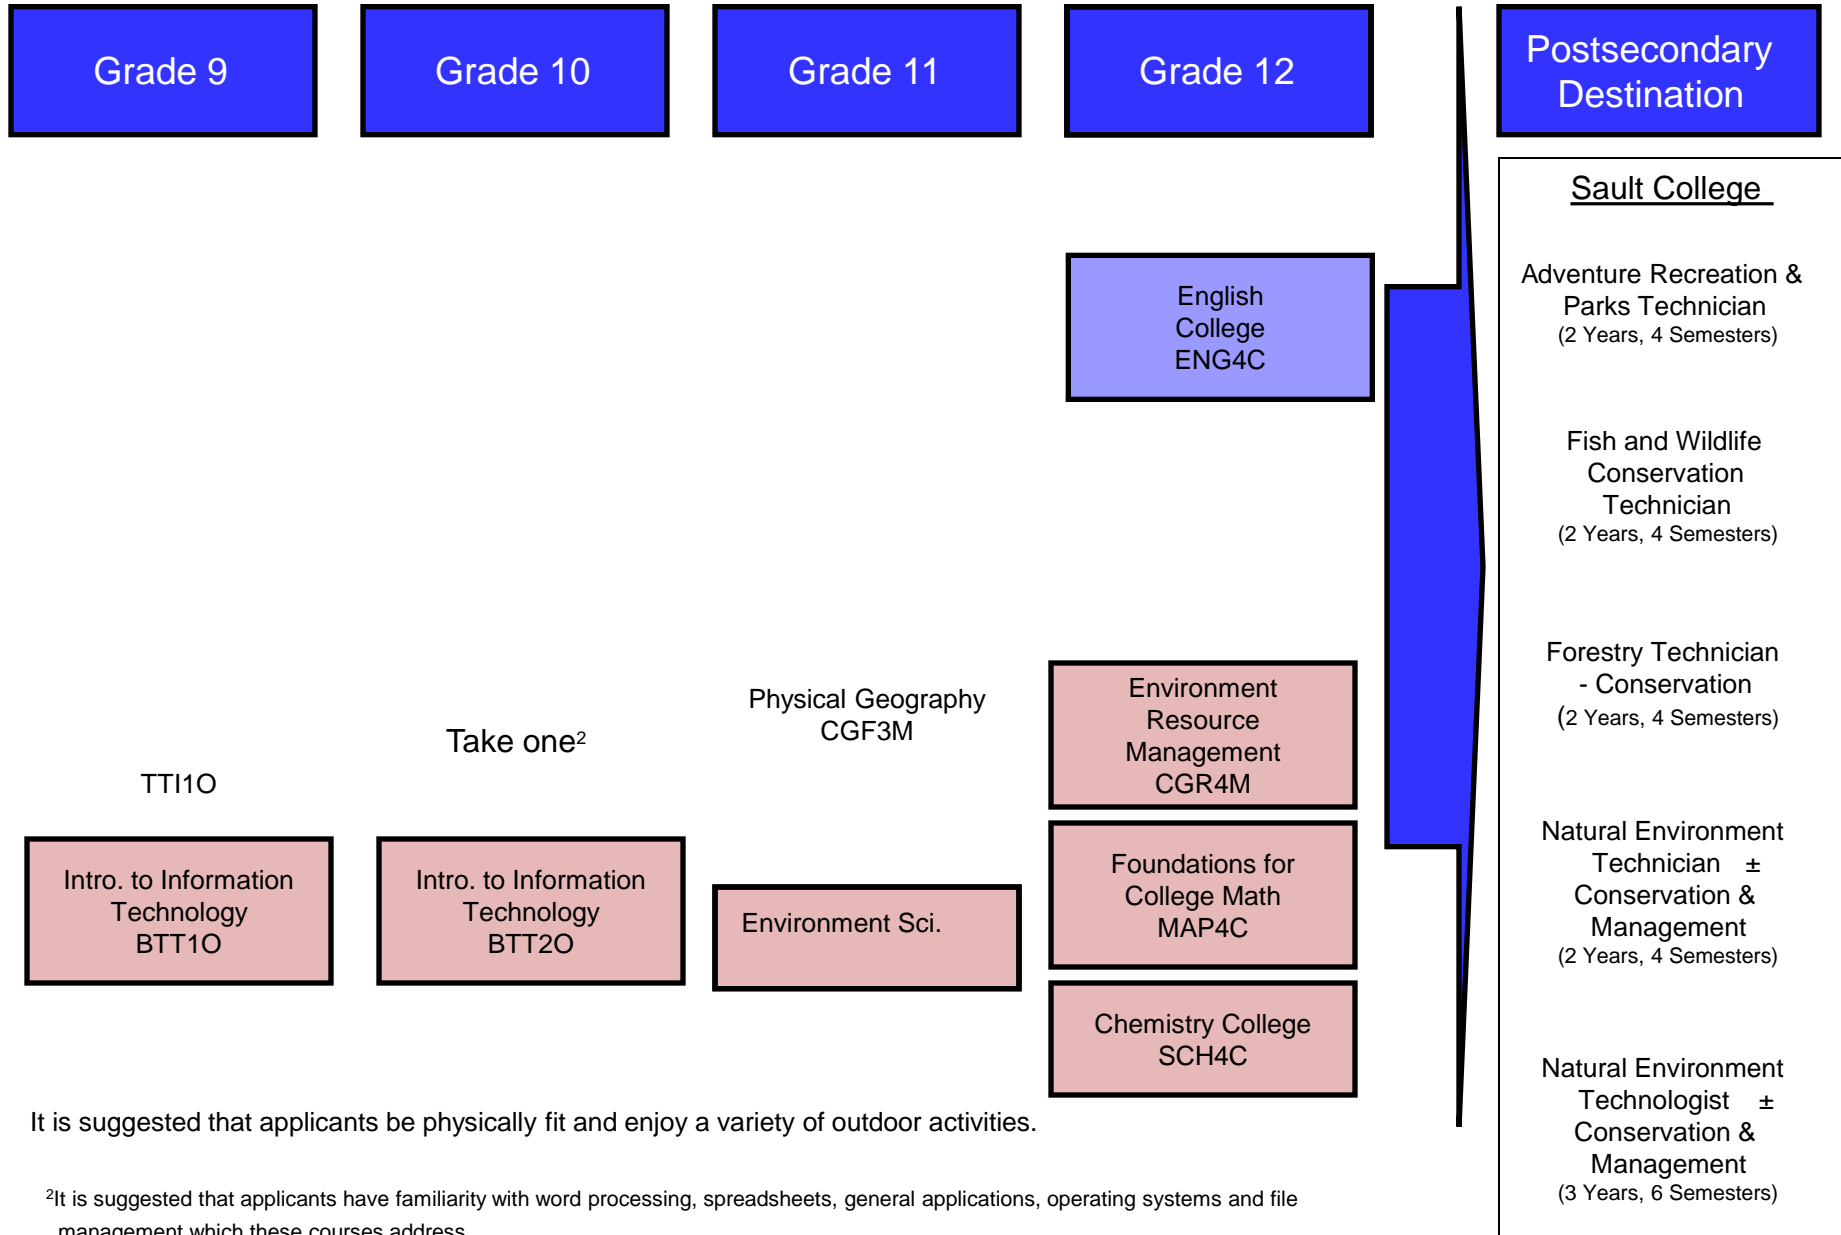 Grade 9
Grade 10
Grade 11
Grade 12
Postsecondary
Destination
Sault College
Adventure Recreation &
Parks Technician
(2 Years, 4 Semesters)
English
College
ENG4C
Fish and Wildlife
Conservation
Technician
(2 Years, 4 Semesters)
Forestry Technician
- Conservation
(2 Years, 4 Semesters)
TTI1O
Take one²
Physical Geography
CGF3M
Environment
Resource
Management
CGR4M
Intro. to Information
Technology
BTT1O
Intro. to Information
Technology
BTT2O
Environment Sci.
Foundations for
College Math
MAP4C
Natural Environment
Technician ±
Conservation &
Management
(2 Years, 4 Semesters)
Chemistry College
SCH4C
Natural Environment
Technologist ±
Conservation &
Management
(3 Years, 6 Semesters)
It is suggested that applicants be physically fit and enjoy a variety of outdoor activities.
²It is suggested that applicants have familiarity with word processing, spreadsheets, general applications, operating systems and file
management which these courses address